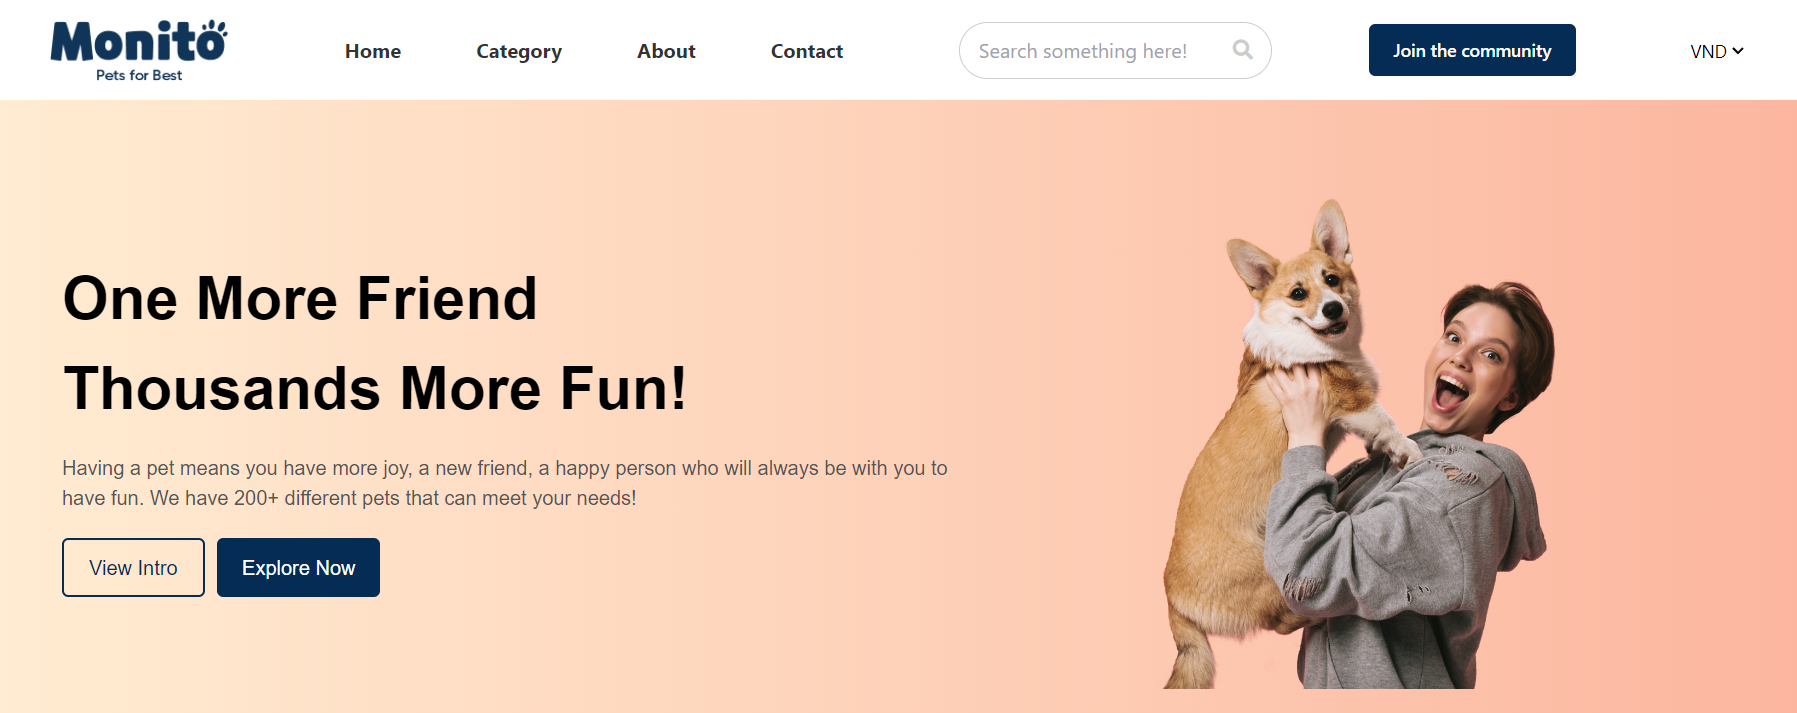 Monito
Pets for Best
Home
Category
About
Contact
Search something here!
Join the community
VND
One More Friend
Thousands More Fun!
Having a pet means you have more joy, a new friend, a happy person who will always be with you to
have fun. We have 200+ different pets that can meet your needs!
View Intro
Explore Now